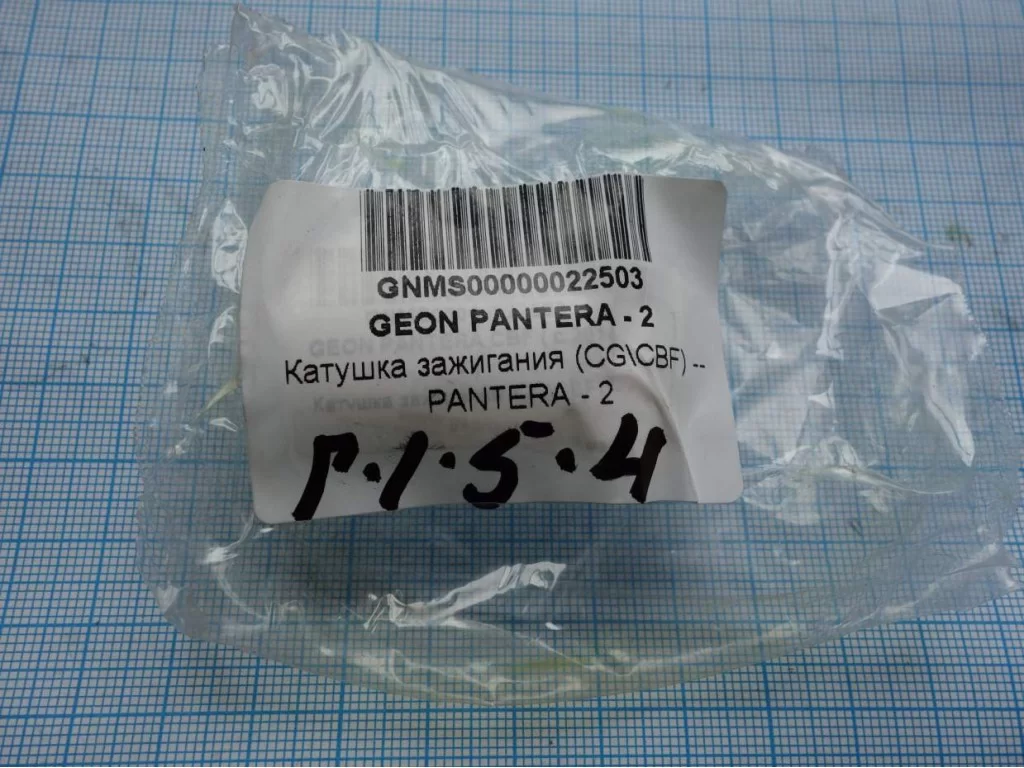 GNMS00000022503
GEON PANTERA - 2
Катушка зажигания (CG\CBF) --
PANTERA - 2
Г.1.5.4